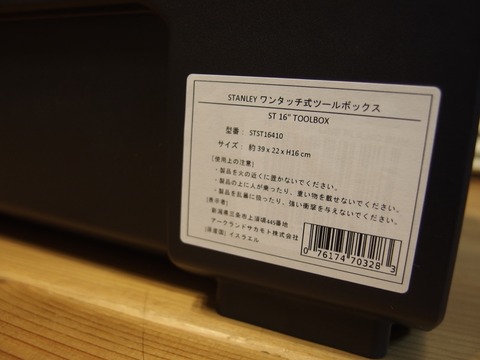 STANLEY ワンタッチ式ツールボックス
ST 16" TOOLBOX
型番: STST16410
サイズ: 約 39 x 22 x H16 cm
[使用上の注意]
・製品を火の近くに置かないでください。
・製品の上に人が乗ったり、重い物を載せないでください。
・製品を乱暴に扱ったり、強い衝撃を与えないでください。
[表示者]
新潟県三条市上須頃445番地
アークランドサカモト株式会社
[原産国] イスラエル
0 76174 70328 3